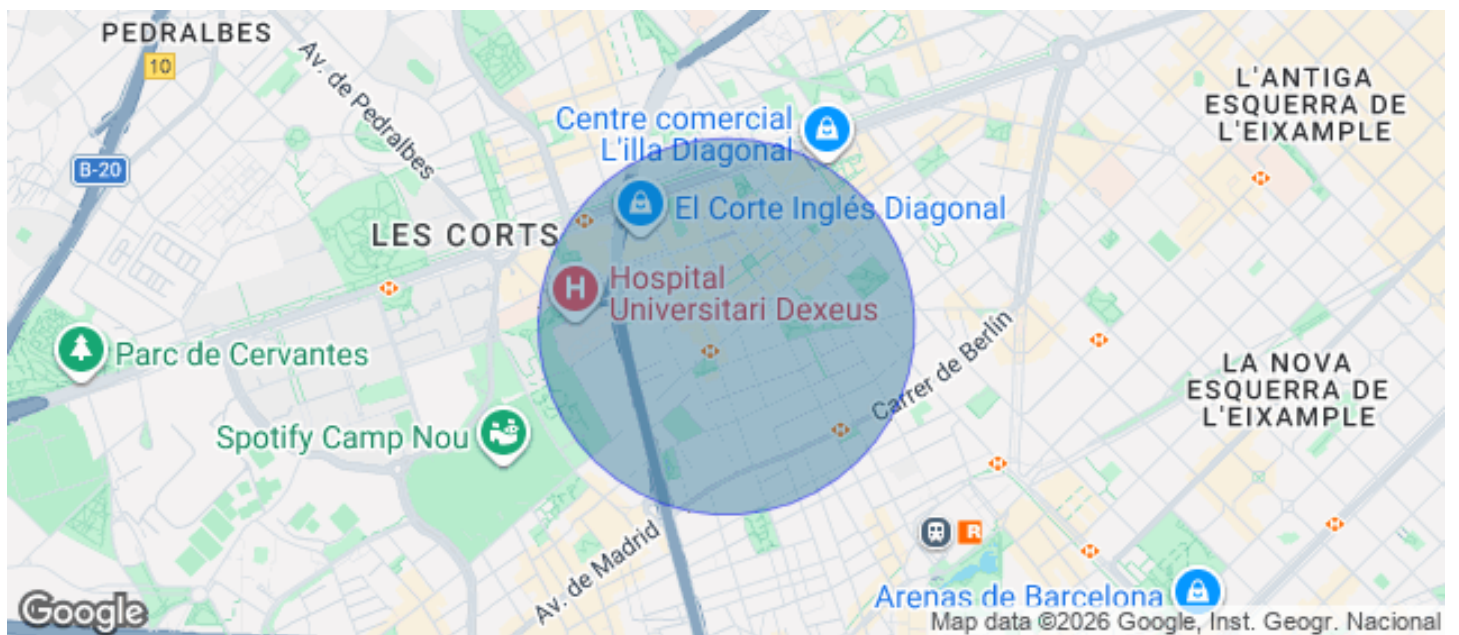 PEDRALBES
10
Av. de Pedralbes
B-20
L'ANTIGA
ESQUERRA DE
L'EIXAMPLE
Centre comercial
L'illa Diagonal
El Corte Inglés Diagonal
LES CORTS
H Hospital
Universitari Dexeus
Parc de Cervantes
Carrer de Berlín
LA NOVA
ESQUERRA DE
L'EIXAMPLE
Spotify Camp Nou
Av. de Madrid
R
Arenas de Barcelona
Google
Map data ©2026 Google, Inst. Geogr. Nacional